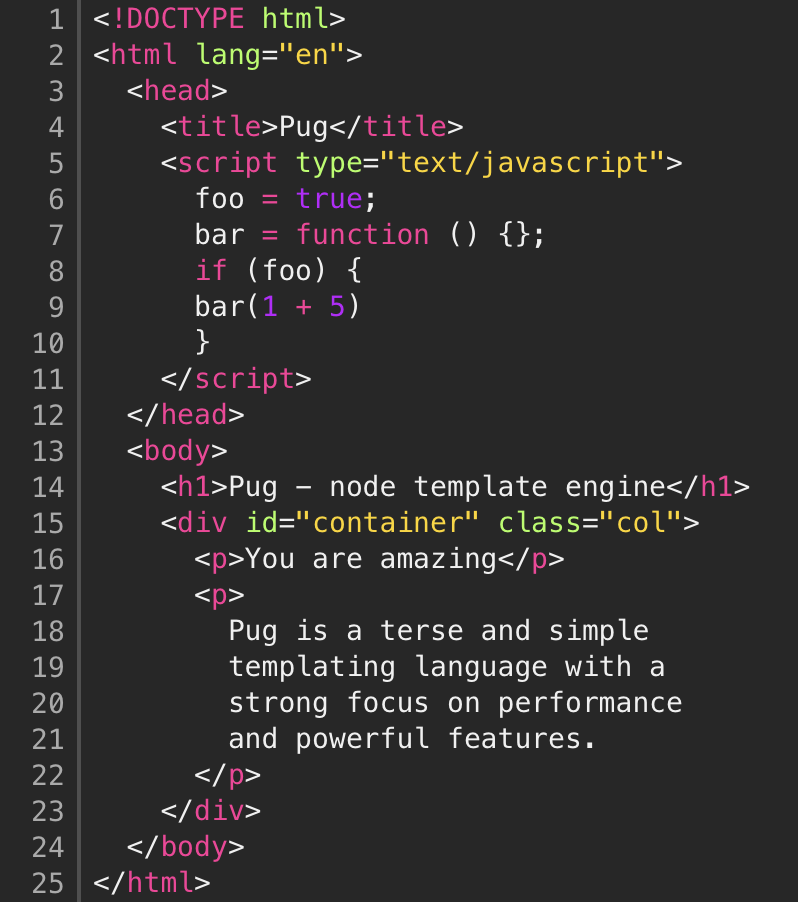 1 <!DOCTYPE html>
2 <html lang="en">
3   <head>
4     <title>Pug</title>
5     <script type="text/javascript">
6       foo = true;
7       bar = function () {};
8       if (foo) {
9       bar(1 + 5)
10       }
11     </script>
12   </head>
13   <body>
14     <h1>Pug - node template engine</h1>
15     <div id="container" class="col">
16       <p>You are amazing</p>
17       <p>
18         Pug is a terse and simple
19         templating language with a
20         strong focus on performance
21         and powerful features.
22       </p>
23     </div>
24   </body>
25 </html>